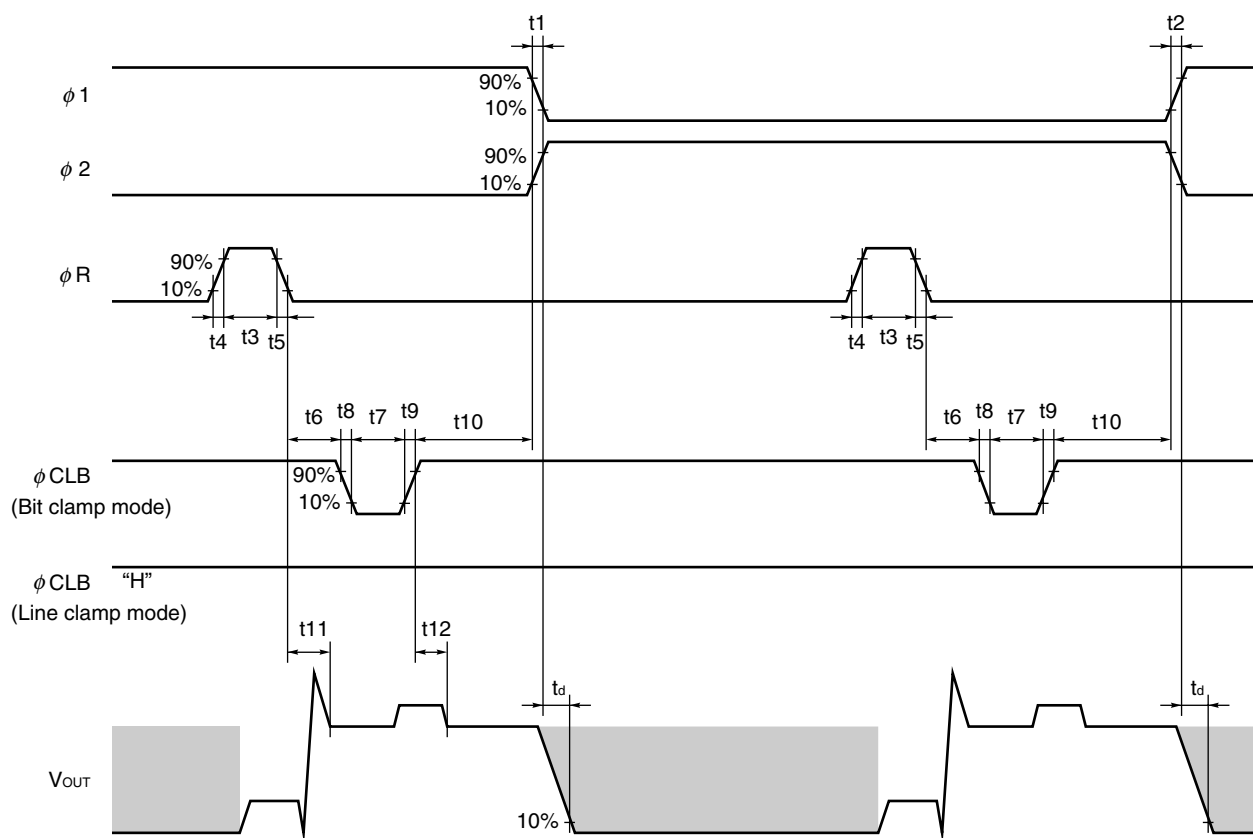 t1 t2
90%
ϕ 1
10%
90%
ϕ 2
10%
90%
ϕ R
10%
t4 t3 t5 t4 t3 t5
t6 t8 t7 t9 t10 t6 t8 t7 t9 t10
ϕ CLB 90%
(Bit clamp mode) 10%
ϕ CLB “H”
(Line clamp mode)
t11 t12
td td
VOUT
10%